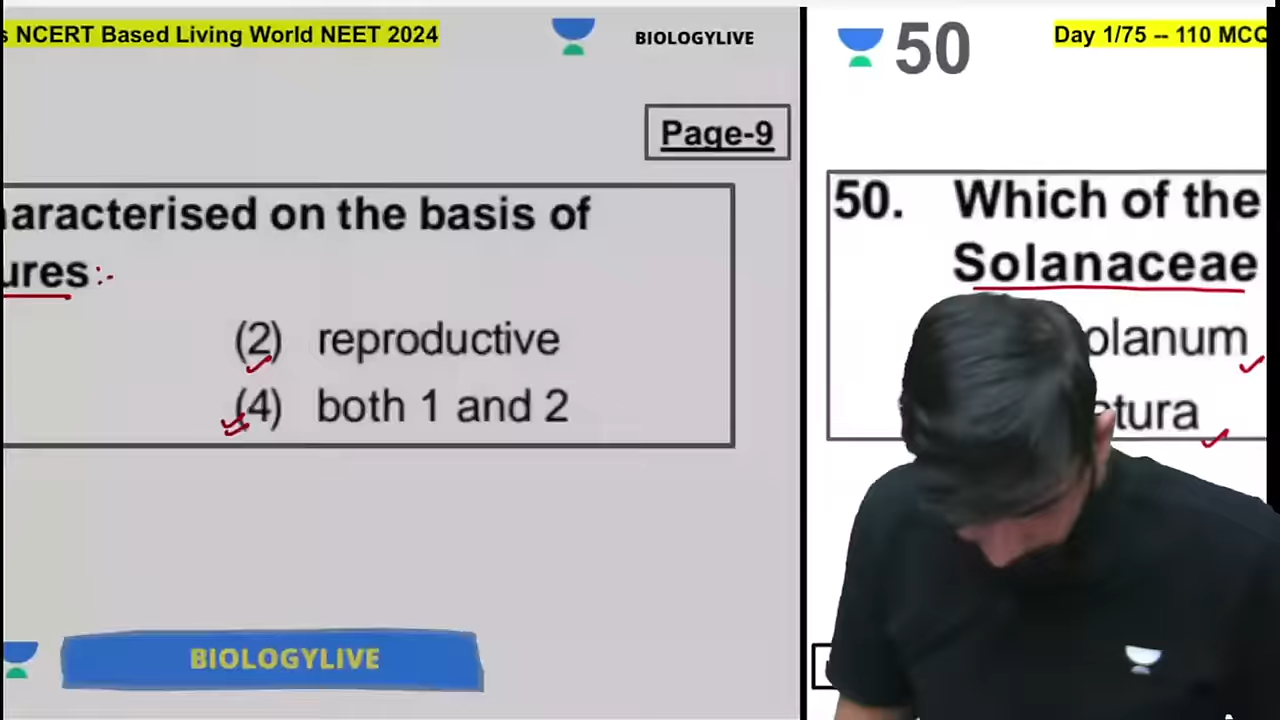 s NCERT Based Living World NEET 2024
BIOLOGYLIVE
Page-9
aracterised on the basis of
ures
(2) reproductive
(4) both 1 and 2
BIOLOGYLIVE
50
Day 1/75 -- 110 MCQ
50. Which of the
Solanaceae
olanum
tura